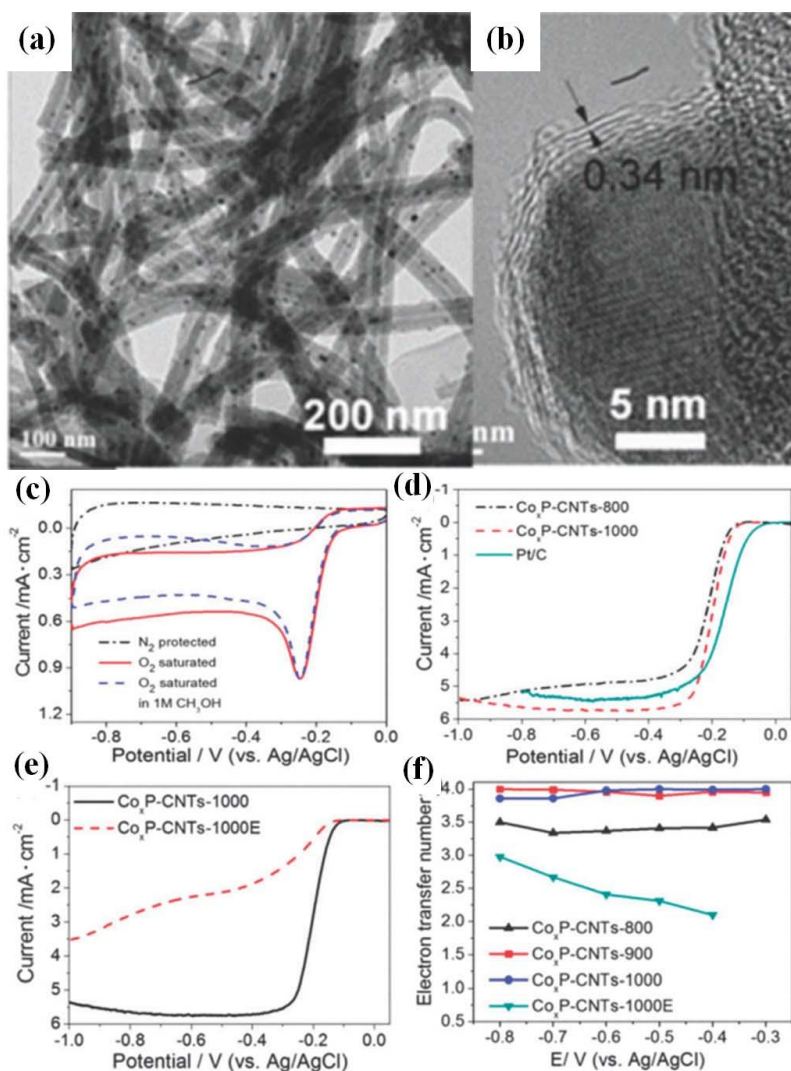 (a)
200 nm
100 nm
(b)
0.34 nm
5 nm
nm
(c)
0.0
0.3
0.6
0.9
1.2
Current /mA·cm⁻²
N₂ protected
O₂ saturated
O₂ saturated
in 1M CH₃OH
-0.8 -0.6 -0.4 -0.2 0.0
Potential / V (vs. Ag/AgCl)
(d)
-1
0
1
2
3
4
5
6
Current /mA·cm⁻²
CoₓP-CNTs-800
CoₓP-CNTs-1000
Pt/C
-1.0 -0.8 -0.6 -0.4 -0.2 0.0
Potential / V (vs. Ag/AgCl)
(e)
-1
0
1
2
3
4
5
6
Current /mA·cm⁻²
CoₓP-CNTs-1000
CoₓP-CNTs-1000E
-1.0 -0.8 -0.6 -0.4 -0.2 0.0
Potential / V (vs. Ag/AgCl)
(f)
4.0
3.5
3.0
2.5
2.0
1.5
1.0
0.5
Electron transfer number
CoₓP-CNTs-800
CoₓP-CNTs-900
CoₓP-CNTs-1000
CoₓP-CNTs-1000E
-0.8 -0.7 -0.6 -0.5 -0.4 -0.3
E/ V (vs. Ag/AgCl)